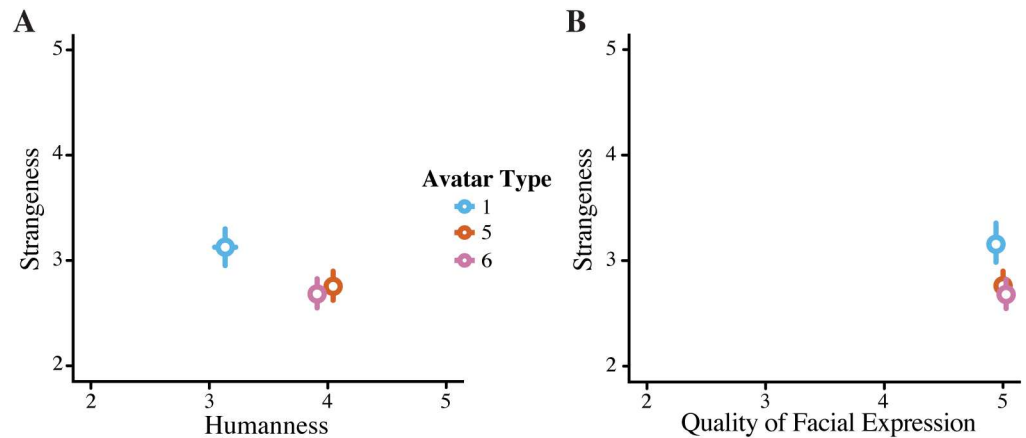 A
5
4
3
2
Strangeness
2 3 4 5
Humanness
Avatar Type
1
5
6
B
5
4
3
2
Strangeness
2 3 4 5
Quality of Facial Expression